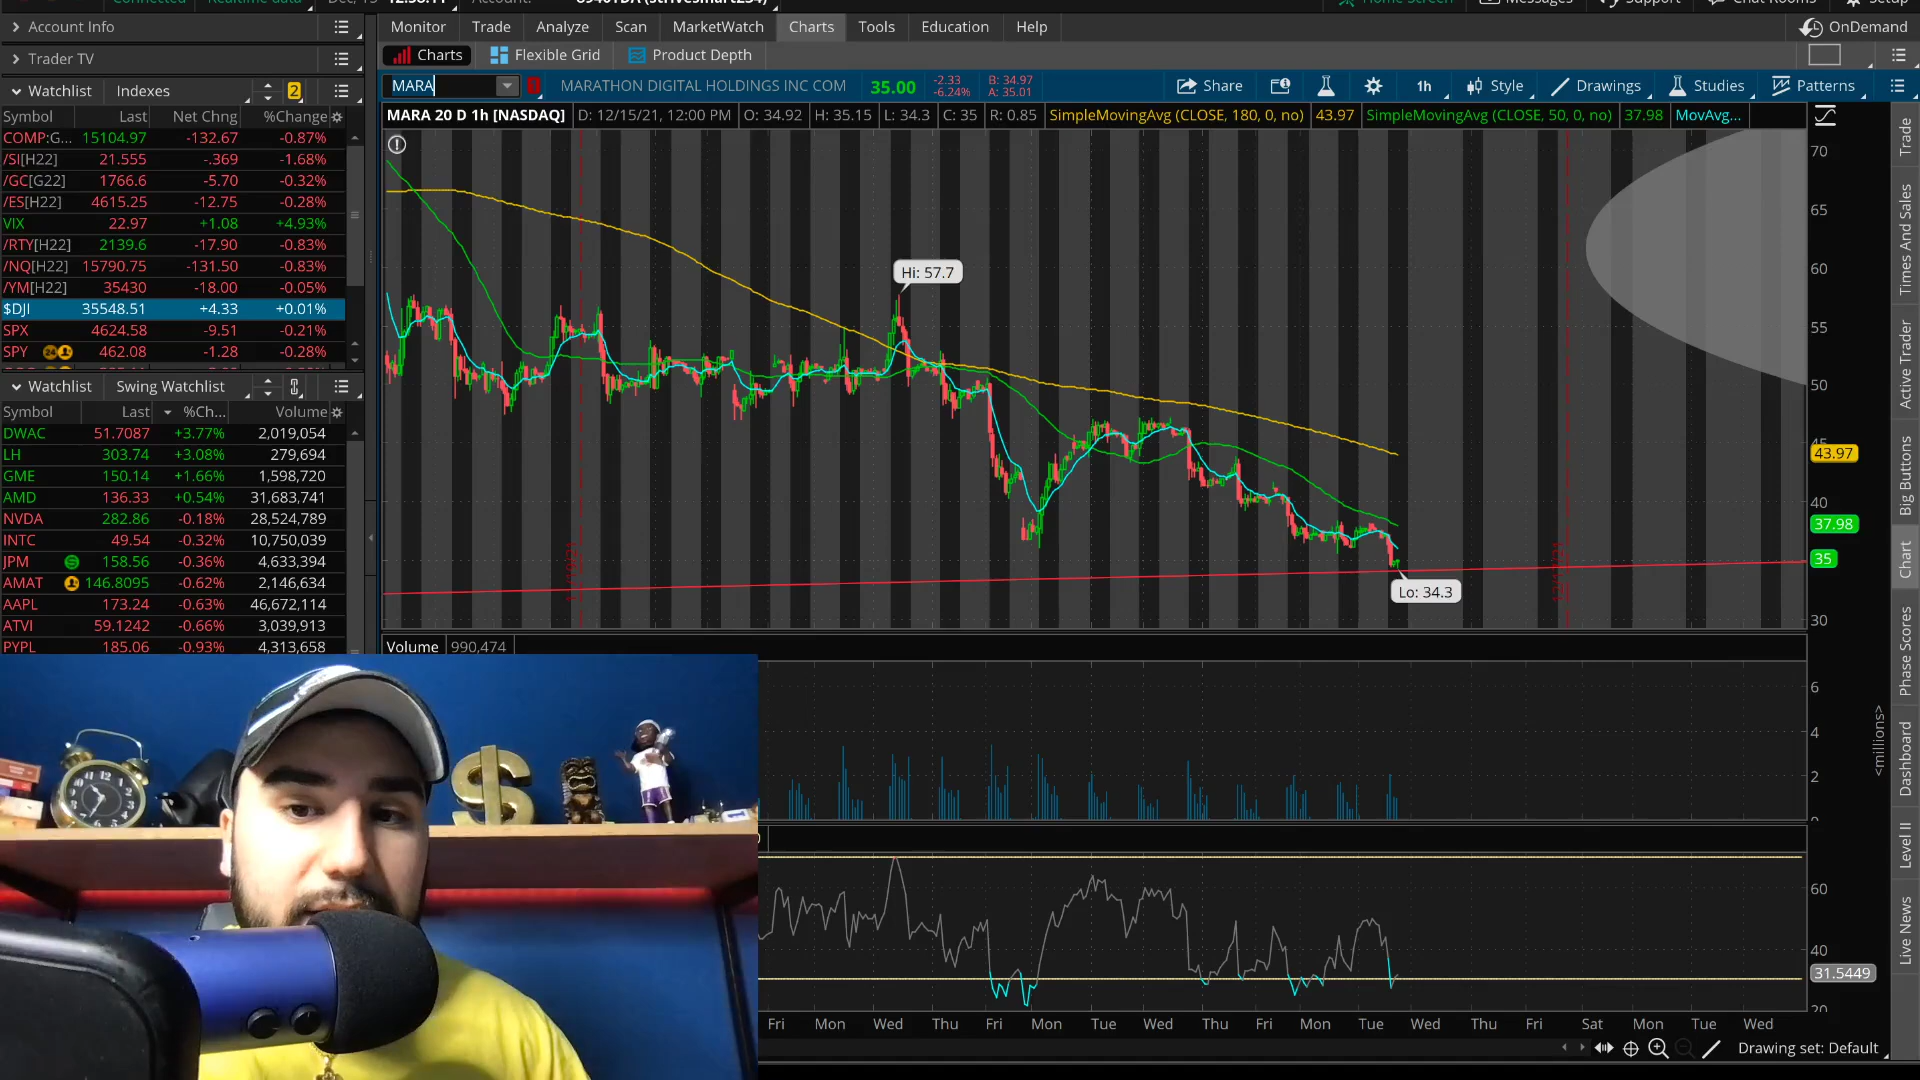 Monitor Trade Analyze Scan MarketWatch Charts Tools Education Help OnDemand
Account Info
Trader TV
Charts Flexible Grid Product Depth
Watchlist Indexes 2
MARA MARATHON DIGITAL HOLDINGS INC COM 35.00 -2.33 -6.24% B: 34.97 A: 35.01 Share 1h Style Drawings Studies Patterns
MARA 20 D 1h [NASDAQ] D: 12/15/21, 12:00 PM O: 34.92 H: 35.15 L: 34.3 C: 35 R: 0.85 SimpleMovingAvg (CLOSE, 180, 0, no) 43.97 SimpleMovingAvg (CLOSE, 50, 0, no) 37.98 MovAvg...
Symbol Last Net Chng %Change
COMP:G... 15104.97 -132.67 -0.87%
/SI[H22] 21.555 -.369 -1.68%
/GC[G22] 1766.6 -5.70 -0.32%
/ES[H22] 4615.25 -12.75 -0.28%
VIX 22.97 +1.08 +4.93%
/RTY[H22] 2139.6 -17.90 -0.83%
/NQ[H22] 15790.75 -131.50 -0.83%
/YM[H22] 35430 -18.00 -0.05%
$DJI 35548.51 +4.33 +0.01%
SPX 4624.58 -9.51 -0.21%
SPY 462.08 -1.28 -0.28%
Watchlist Swing Watchlist
Symbol Last %Ch... Volume
DWAC 51.7087 +3.77% 2,019,054
LH 303.74 +3.08% 279,694
GME 150.14 +1.66% 1,598,720
AMD 136.33 +0.54% 31,683,741
NVDA 282.86 -0.18% 28,524,789
INTC 49.54 -0.32% 10,750,039
JPM 158.56 -0.36% 4,633,394
AMAT 146.8095 -0.62% 2,146,634
AAPL 173.24 -0.63% 46,672,114
ATVI 59.1242 -0.66% 3,039,913
PYPL 185.06 -0.93% 4,313,658
Hi: 57.7
Lo: 34.3
70
65
60
55
50
45
43.97
40
37.98
35
30
Volume 990,474
6
4
2
<millions>
60
40
31.5449
20
Fri Mon Wed Thu Fri Mon Tue Wed Thu Fri Mon Tue Wed Thu Fri Sat Mon Tue Wed
Drawing set: Default
Trade
Times And Sales
Active Trader
Big Buttons
Chart
Phase Scores
Dashboard
Level II
Live News